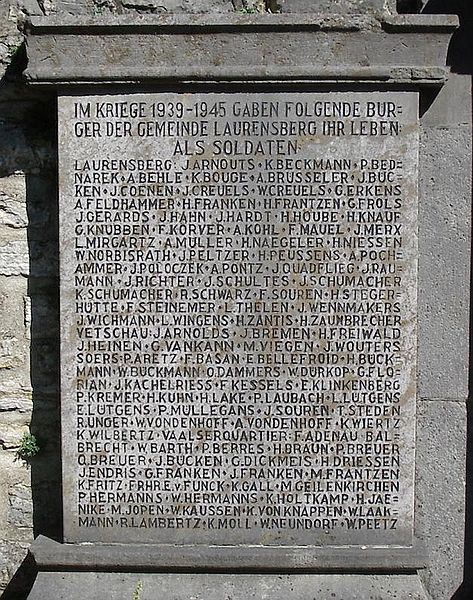 IM KRIEGE 1939-1945 GABEN FOLGENDE BÜR=
GER DER GEMEINDE LAURENSBERG IHR LEBEN
ALS SOLDATEN:
LAURENSBERG: J.ARNOUTS • K.BECKMANN • P.BED=
NAREK • A.BEHLE • K.BOUGE • A.BRÜSSELER • J.BÜC=
KEN • J.COENEN • J.CREUELS • W.CREUELS • G.ERKENS
A.FELDHAMMER • H.FRANKEN • H.FRANTZEN • G.FROLS
J.GERARDS • J.HAHN • J.HARDT • H.HOUBE • H.KNAUF
G.KNUBBEN • F.KÖRVER • A.KOHL • F.MAUEL • J.MERX
L.MIRGARTZ • A.MÜLLER • H.NAEGELER • H.NIESSEN
W.NORBISRATH • J.PELTZER • H.PEUSSENS • A.POCH=
AMMER • J.POLOCZEK • A.PONTZ • J.QUADFLIEG • J.RAU=
MANN • J.RICHTER • J.SCHULTES • J.SCHUMACHER
K.SCHUMACHER • R.SCHWARZ • F.SOUREN • H.STEGER=
HÜTTE • F.STEINEMER • L.THELEN • J.WENNMAKERS
J.WICHMANN • L.WINGENS • H.ZANTIS • H.ZAUMBRECHER
VETSCHAU: J.ARNOLDS • J.BREMEN • H.FREIWALD
J.HEINEN • G.VANKANN • M.VIEGEN • J.WOUTERS
SOERS: P.ARETZ • F.BASAN • E.BELLEFROID • H.BÜCK=
MANN • W.BUCKMANN • O.DAMMERS • W.DÜRKOP • G.FLO=
RIAN • J.KACHELRIESS • F.KESSELS • E.KLINKENBERG
P.KREMER • H.KUHN • H.LAKE • P.LAUBACH • L.LÜTGENS
E.LÜTGENS • P.MÜLLEGANS • J.SOUREN • T.STEDEN
R.UNGER • W.VONDENHOFF • A.VONDENHOFF • K.WIERTZ
K.WILBERTZ VAALSERQUARTIER: F.ADENAU BAL=
BRECHT • W.BARTH • P.BERRES • H.BRAUN • P.BREUER
Q.BREUER • J.BÜCKEN • G.DICKMEIS • H.DRIESSEN
J.ENDRIS • G.FRANKEN • J.FRANKEN • M.FRANTZEN
K.FRITZ • FRHR.E.v.FUNCK • K.GALL • M.GEILENKIRCHEN
P.HERMANNS • W.HERMANNS • K.HOLTKAMP • H.JAE=
NIKE • M.JOPEN • W.KAUSSEN • K.VON KNAPPEN • W.LAAK=
MANN • R.LAMBERTZ • K.MOLL • W.NEUNDORF • W.PEETZ